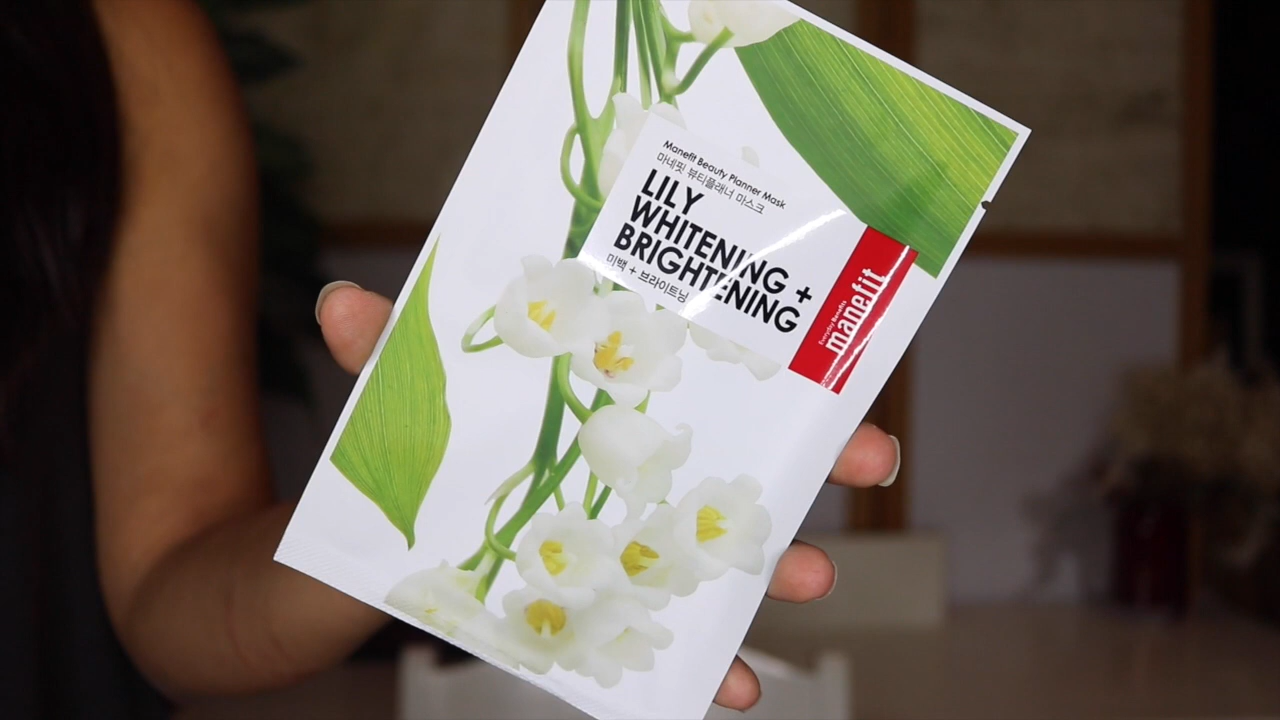 Manefit Beauty Planner Mask
마네핏 뷰티플래너 마스크
LILY
WHITENING +
BRIGHTENING
미백 + 브라이트닝
Everyday Benefits
manefit